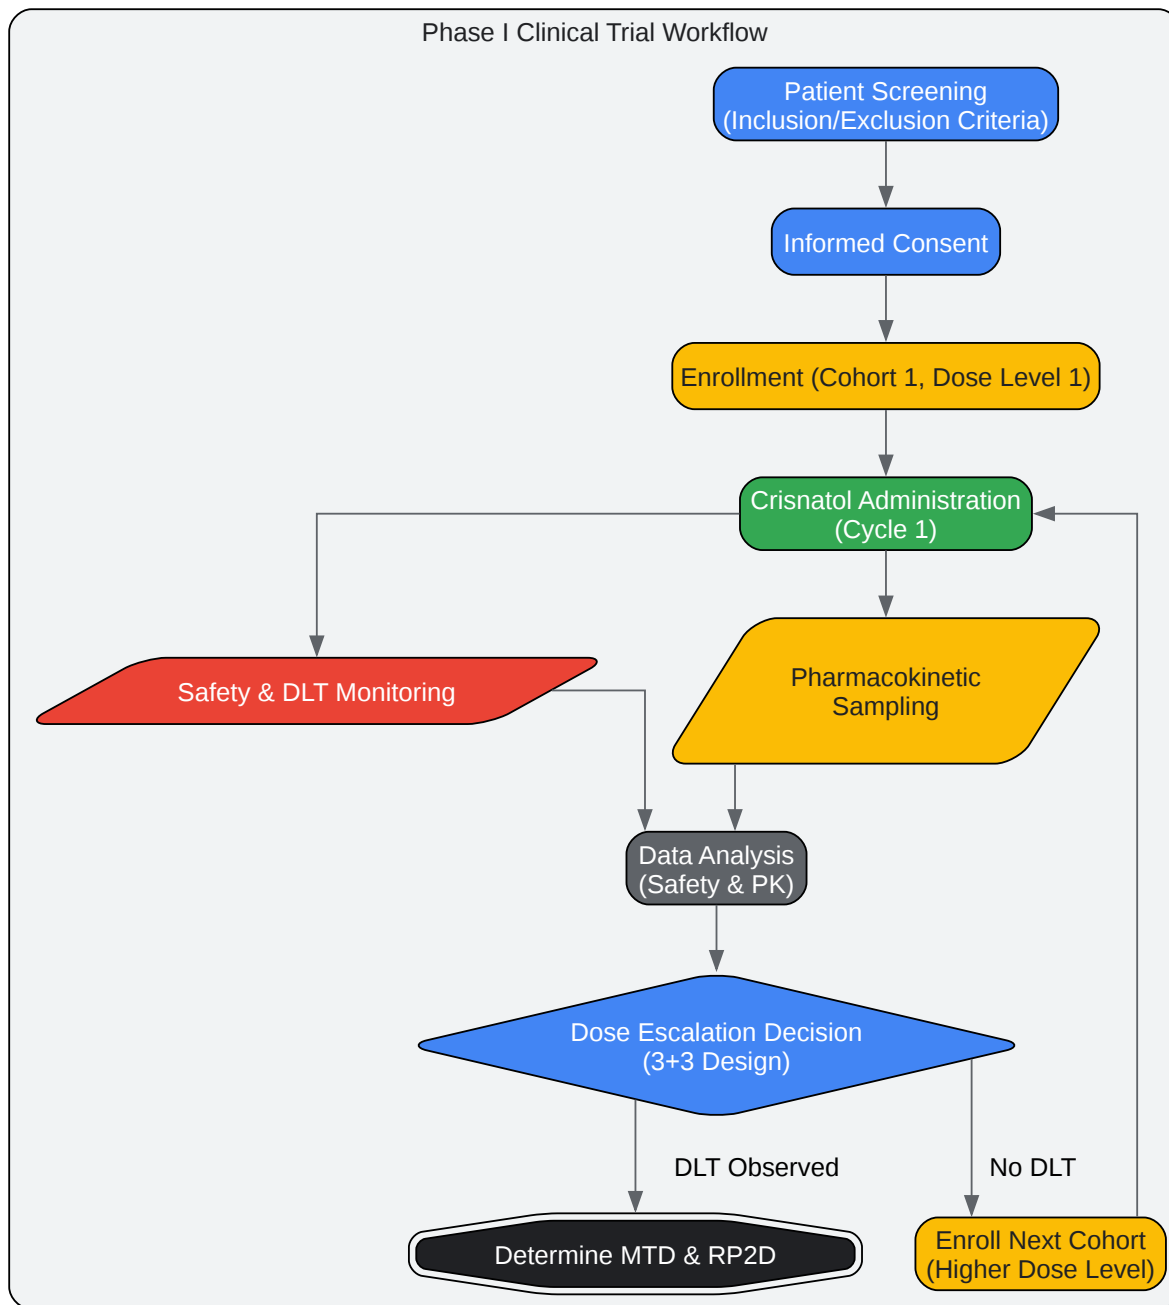 Phase I Clinical Trial Workflow
Patient Screening
(Inclusion/Exclusion Criteria)
Informed Consent
Enrollment (Cohort 1, Dose Level 1)
Crisnatol Administration
(Cycle 1)
Safety & DLT Monitoring
Pharmacokinetic
Sampling
Data Analysis
(Safety & PK)
Dose Escalation Decision
(3+3 Design)
DLT Observed
No DLT
Determine MTD & RP2D
Enroll Next Cohort
(Higher Dose Level)